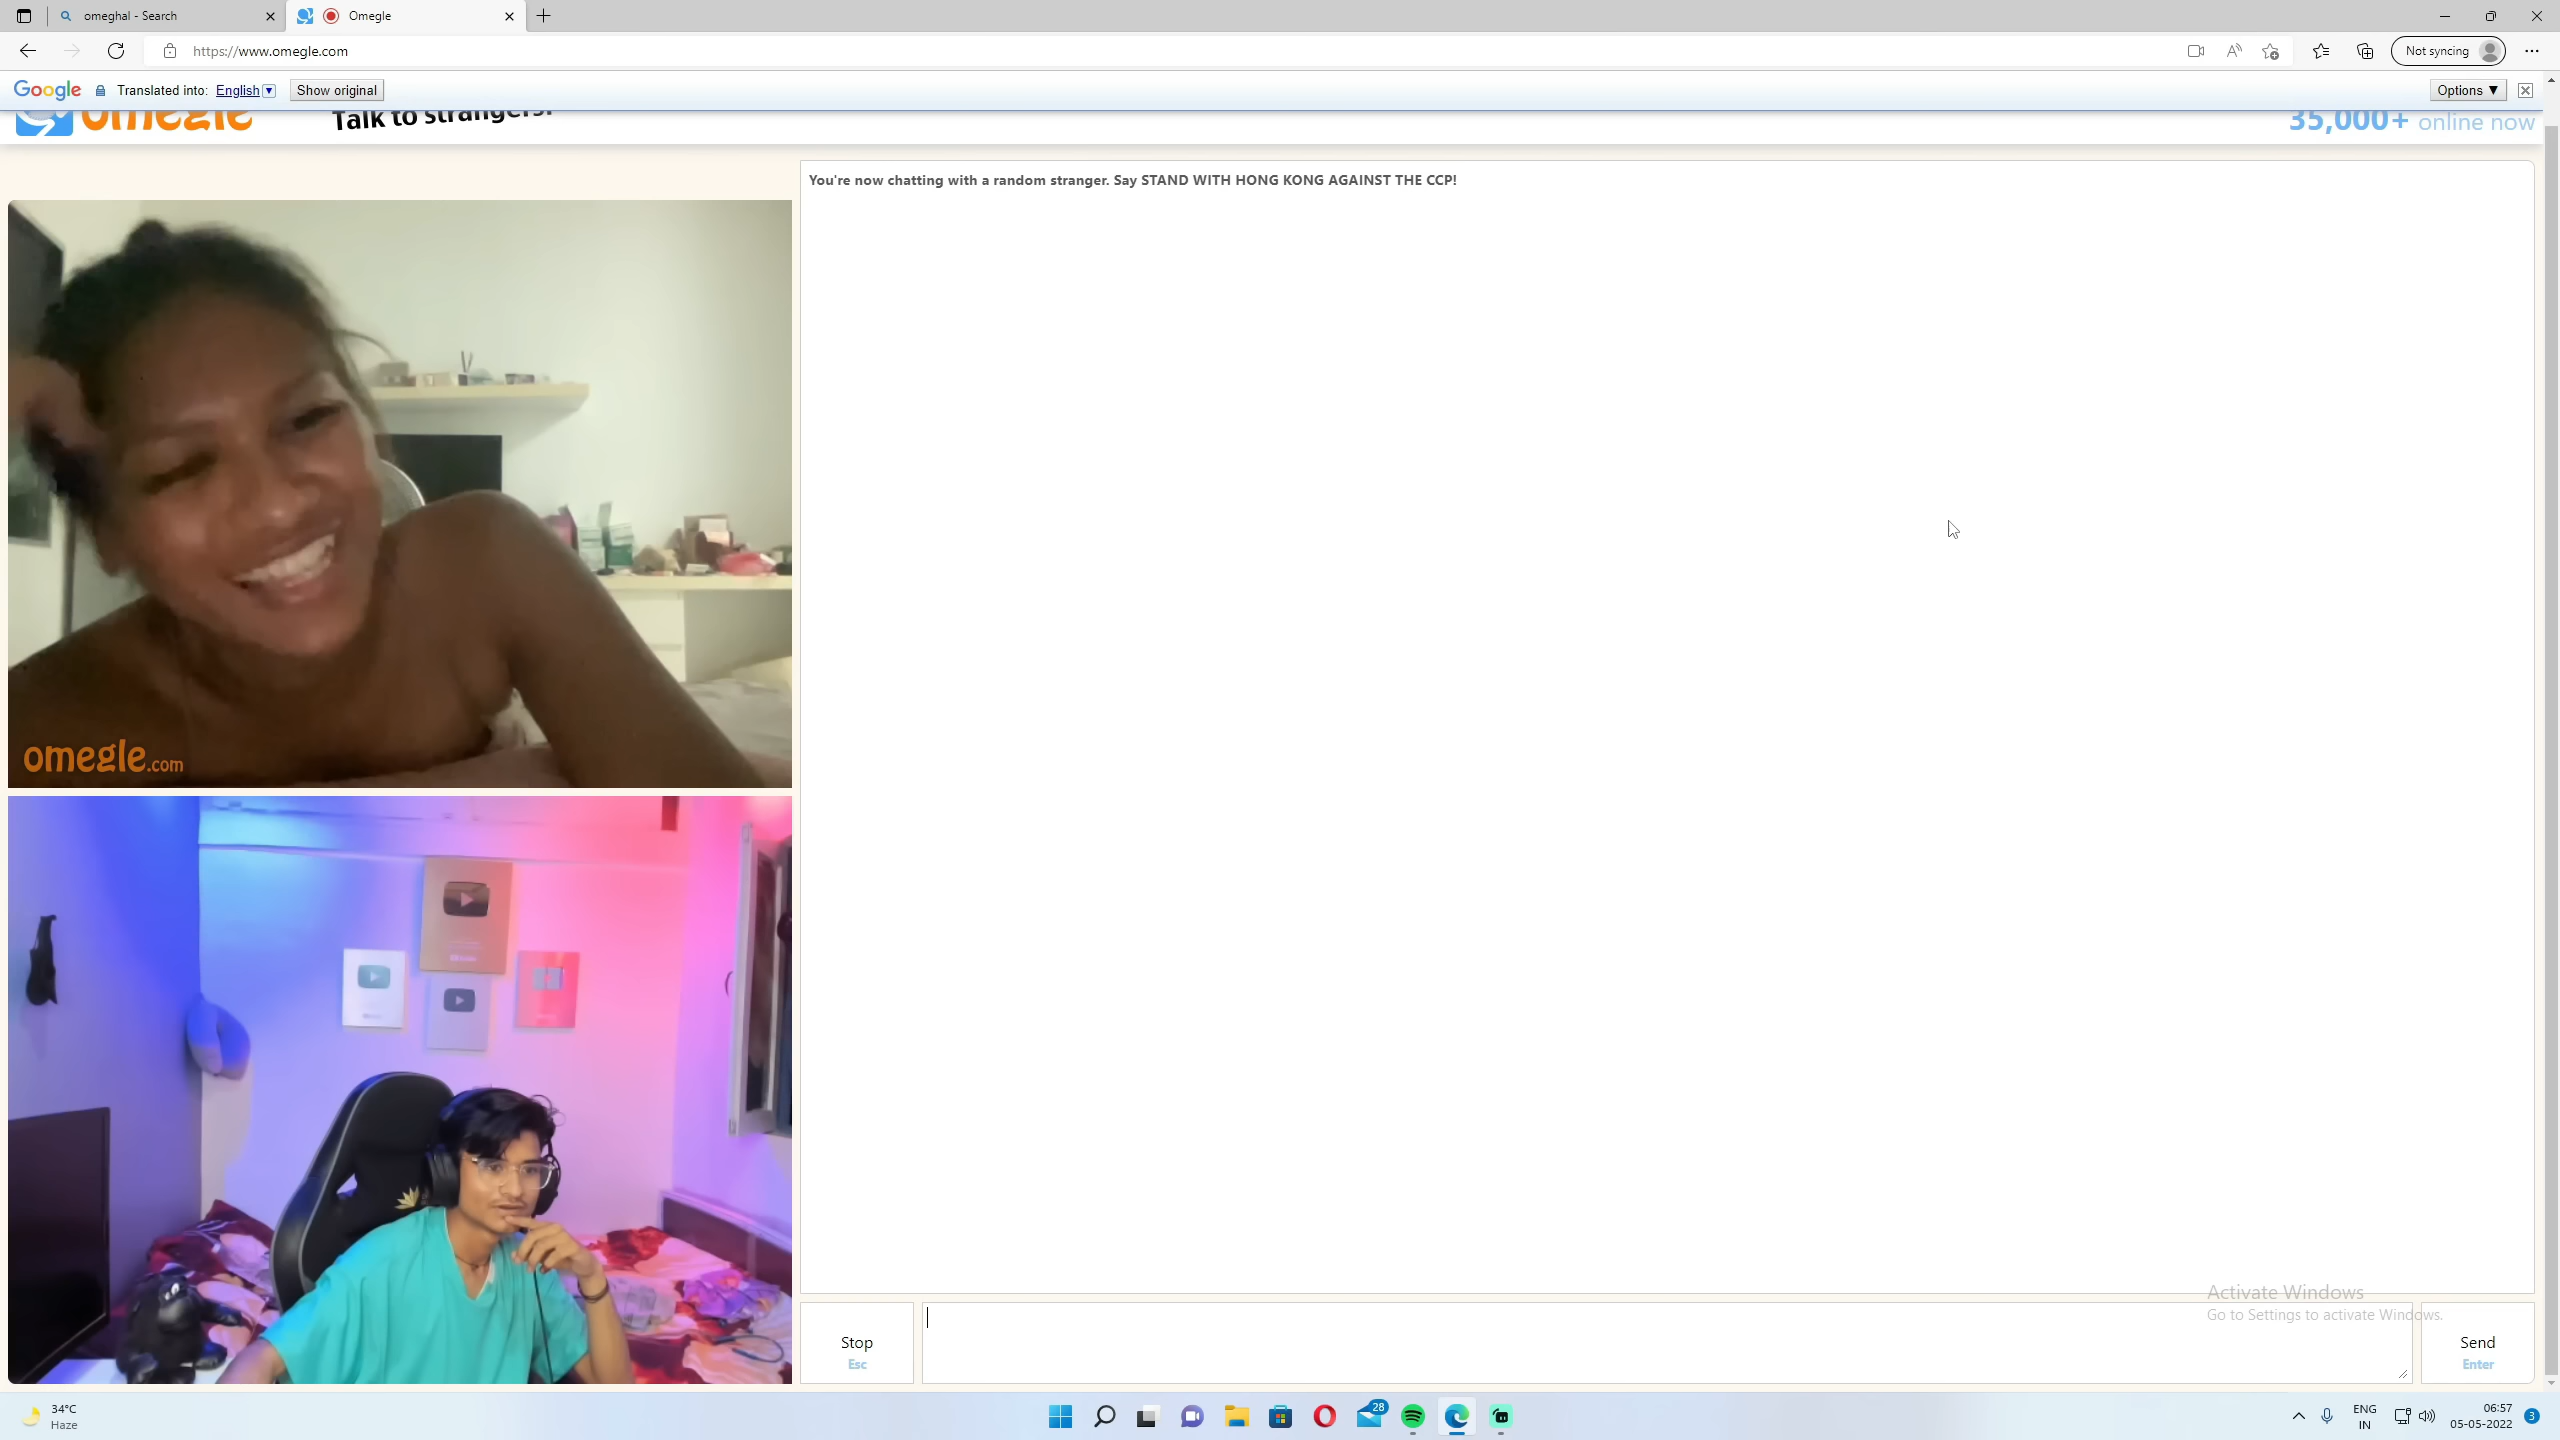 omeghal - Search
Omegle
https://www.omegle.com
Not syncing
Google
Translated into: English
Show original
Options ▼
omegle
Talk to strangers!
35,000+ online now
You're now chatting with a random stranger. Say STAND WITH HONG KONG AGAINST THE CCP!
omegle.com
Activate Windows
Go to Settings to activate Windows.
Stop
Esc
Send
Enter
34°C
Haze
28
ENG
IN
06:57
05-05-2022
3